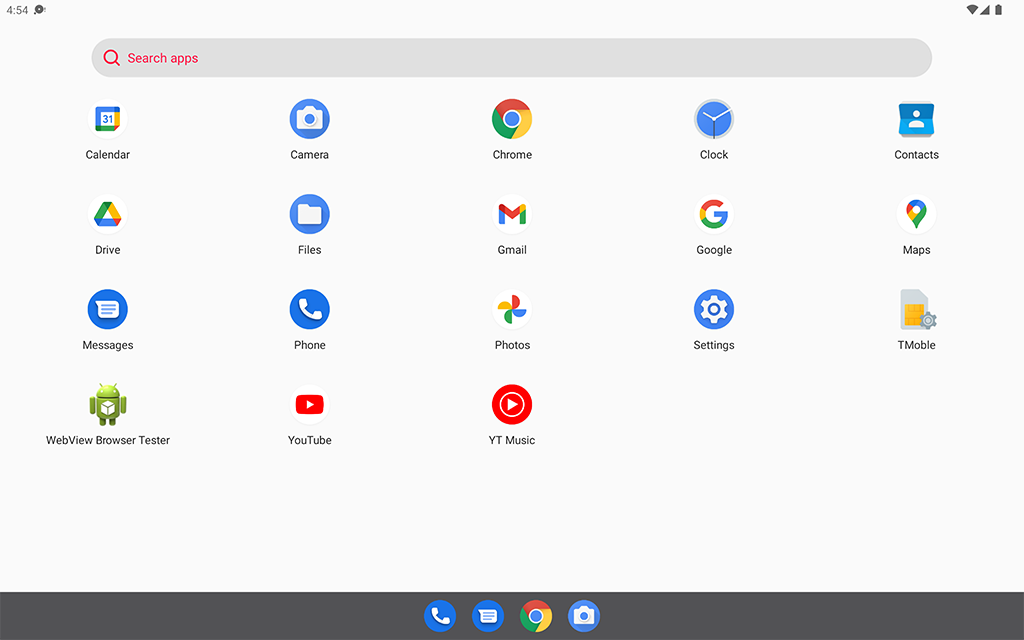 4:54
Search apps
31
Calendar
Camera
Chrome
Clock
Contacts
Drive
Files
Gmail
Google
Maps
Messages
Phone
Photos
Settings
TMoble
WebView Browser Tester
YouTube
YT Music